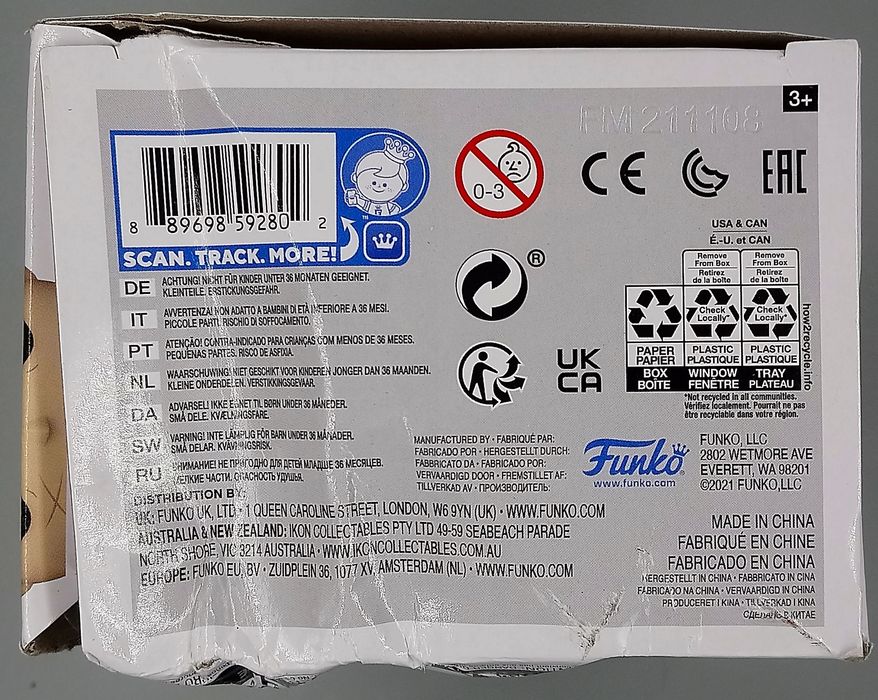 3+
FM 211108
8 89698 59280 2
TM
SCAN. TRACK. MORE!
0-3
CE
EAC
®
UK
CA
USA & CAN
É.-U. et CAN
Remove From Box
Retirez de la boîte
Remove From Box
Retirez de la boîte
Check Locally*
Check Locally*
PAPER
PAPIER
PLASTIC
PLASTIQUE
PLASTIC
PLASTIQUE
BOX
BOÎTE
WINDOW
FENÊTRE
TRAY
PLATEAU
how2recycle.info
*Not recycled in all communities.
Vérifiez localement. Pourrait ne pas
être recyclable dans votre région.
DE ACHTUNG! NICHT FÜR KINDER UNTER 36 MONATEN GEEIGNET.
KLEINTEILE. ERSTICKUNGSGEFAHR.
IT AVVERTENZA! NON ADATTO A BAMBINI DI ETÀ INFERIORE A 36 MESI.
PICCOLE PARTI. RISCHIO DI SOFFOCAMENTO.
PT ATENÇÃO! CONTRA-INDICADO PARA CRIANÇAS COM MENOS DE 36 MESES.
PEQUENAS PARTES. RISCO DE ASFIXIA.
NL WAARSCHUWING! NIET GESCHIKT VOOR KINDEREN JONGER DAN 36 MAANDEN.
KLEINE ONDERDELEN. VERSTIKKINGSGEVAAR.
DA ADVARSEL! IKKE EGNET TIL BØRN UNDER 36 MÅNEDER.
SMÅ DELE. KVÆLNINGSFARE.
SW VARNING! INTE LÄMPLIG FÖR BARN UNDER 36 MÅNADER.
SMÅ DELAR. KVÄVNINGSRISK.
RU ВНИМАНИЕ! НЕ ПРИГОДНО ДЛЯ ДЕТЕЙ МЛАДШЕ 36 МЕСЯЦЕВ.
МЕЛКИЕ ЧАСТИ. ОПАСНОСТЬ УДУШЬЯ.
MANUFACTURED BY • FABRIQUÉ PAR:
FABRICADO POR • HERGESTELLT DURCH:
FABBRICATO DA • FABRICADO POR:
VERVAARDIGD DOOR • FREMSTILLET AF:
TILLVERKAD AV • ПРОИЗВОДИТЕЛЬ:
Funko
www.funko.com
FUNKO, LLC
2802 WETMORE AVE
EVERETT, WA 98201
©2021 FUNKO,LLC
DISTRIBUTION BY:
UK: FUNKO UK, LTD • 1 QUEEN CAROLINE STREET, LONDON, W6 9YN (UK) • WWW.FUNKO.COM
AUSTRALIA & NEW ZEALAND: IKON COLLECTABLES PTY LTD 49-59 SEABEACH PARADE
NORTH SHORE, VIC 3214 AUSTRALIA • WWW.IKONCOLLECTABLES.COM.AU
EUROPE: FUNKO EU, BV • ZUIDPLEIN 36, 1077 XV, AMSTERDAM (NL) • WWW.FUNKO.COM
MADE IN CHINA
FABRIQUÉ EN CHINE
FABRICADO EN CHINA
HERGESTELLT IN CHINA • FABBRICATO IN CINA
FABRICADO NA CHINA • VERVAARDIGD IN CHINA
PRODUCERET I KINA • TILLVERKAD I KINA
СДЕЛАНО В КИТАЕ